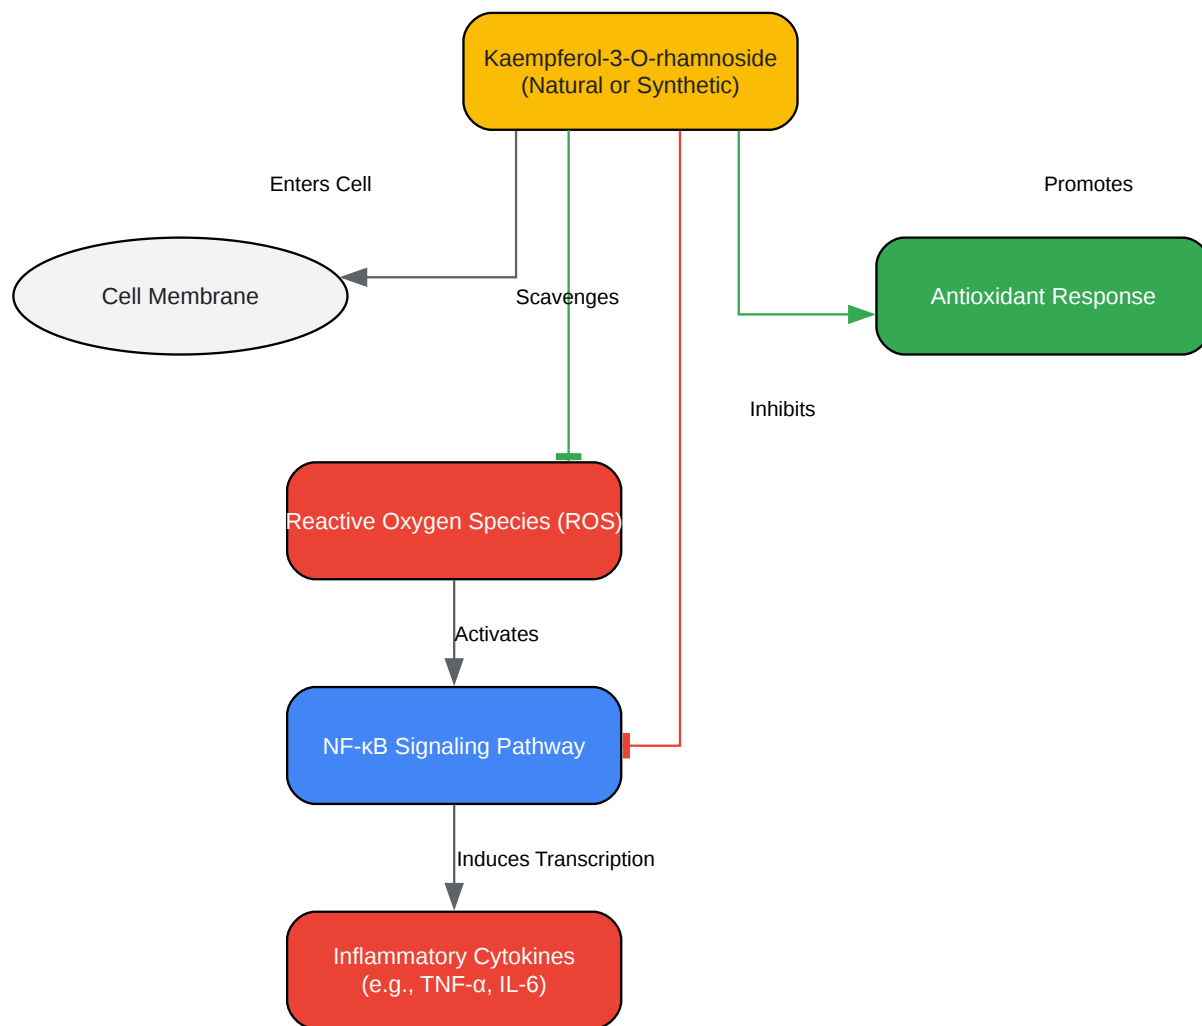 Kaempferol-3-O-rhamnoside
(Natural or Synthetic)
Enters Cell
Promotes
Cell Membrane
Scavenges
Antioxidant Response
Inhibits
Reactive Oxygen Species (ROS)
Activates
NF-κB Signaling Pathway
Induces Transcription
Inflammatory Cytokines
(e.g., TNF-α, IL-6)